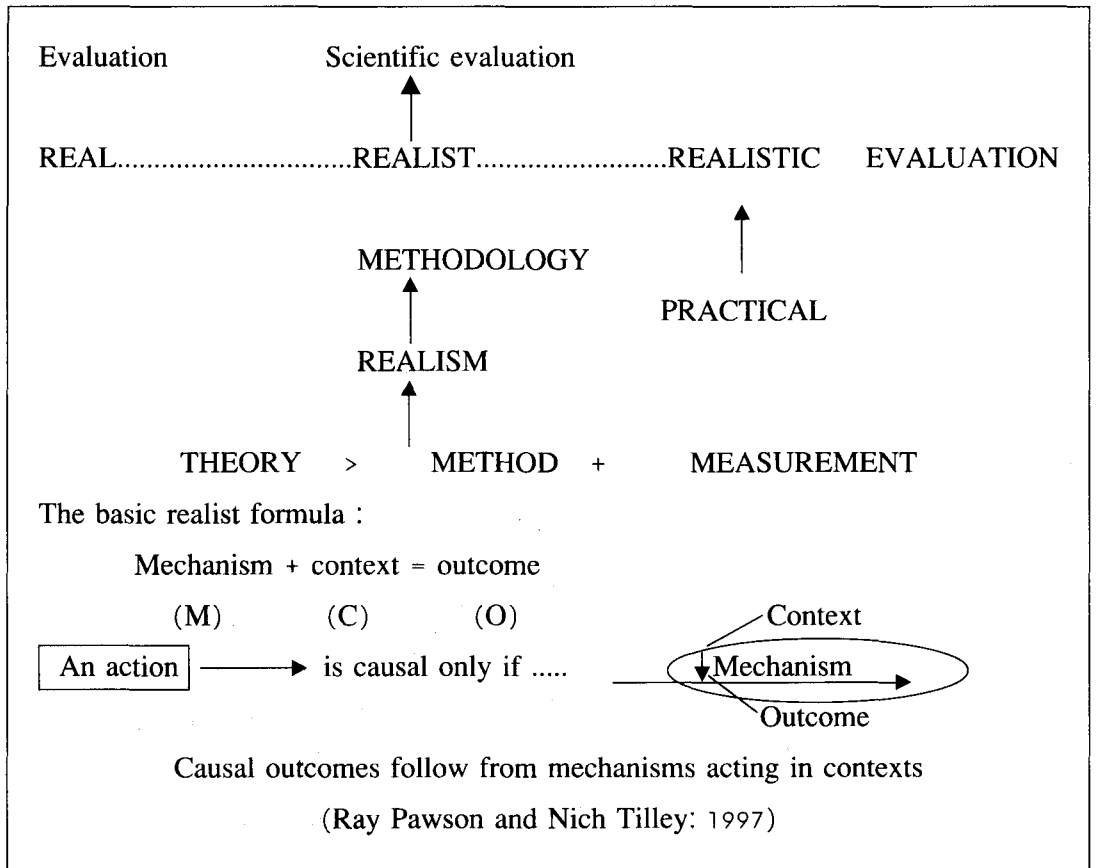 Evaluation Scientific evaluation
REAL............................REALIST.........................REALISTIC EVALUATION
METHODOLOGY
PRACTICAL
REALISM
THEORY > METHOD + MEASUREMENT
The basic realist formula :
Mechanism + context = outcome
(M) (C) (O)
Context
An action is causal only if ..... Mechanism
Outcome
Causal outcomes follow from mechanisms acting in contexts
(Ray Pawson and Nich Tilley: 1997)